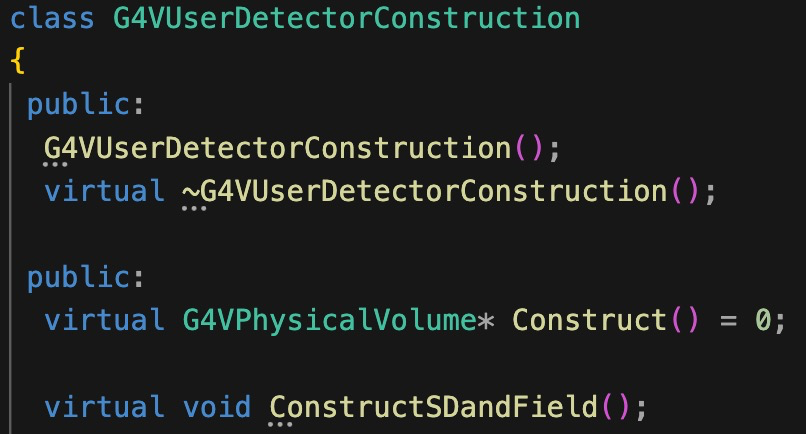 class G4VUserDetectorConstruction
{
public:
G4VUserDetectorConstruction();
virtual ~G4VUserDetectorConstruction();
public:
virtual G4VPhysicalVolume* Construct() = 0;
virtual void ConstructSDandField();